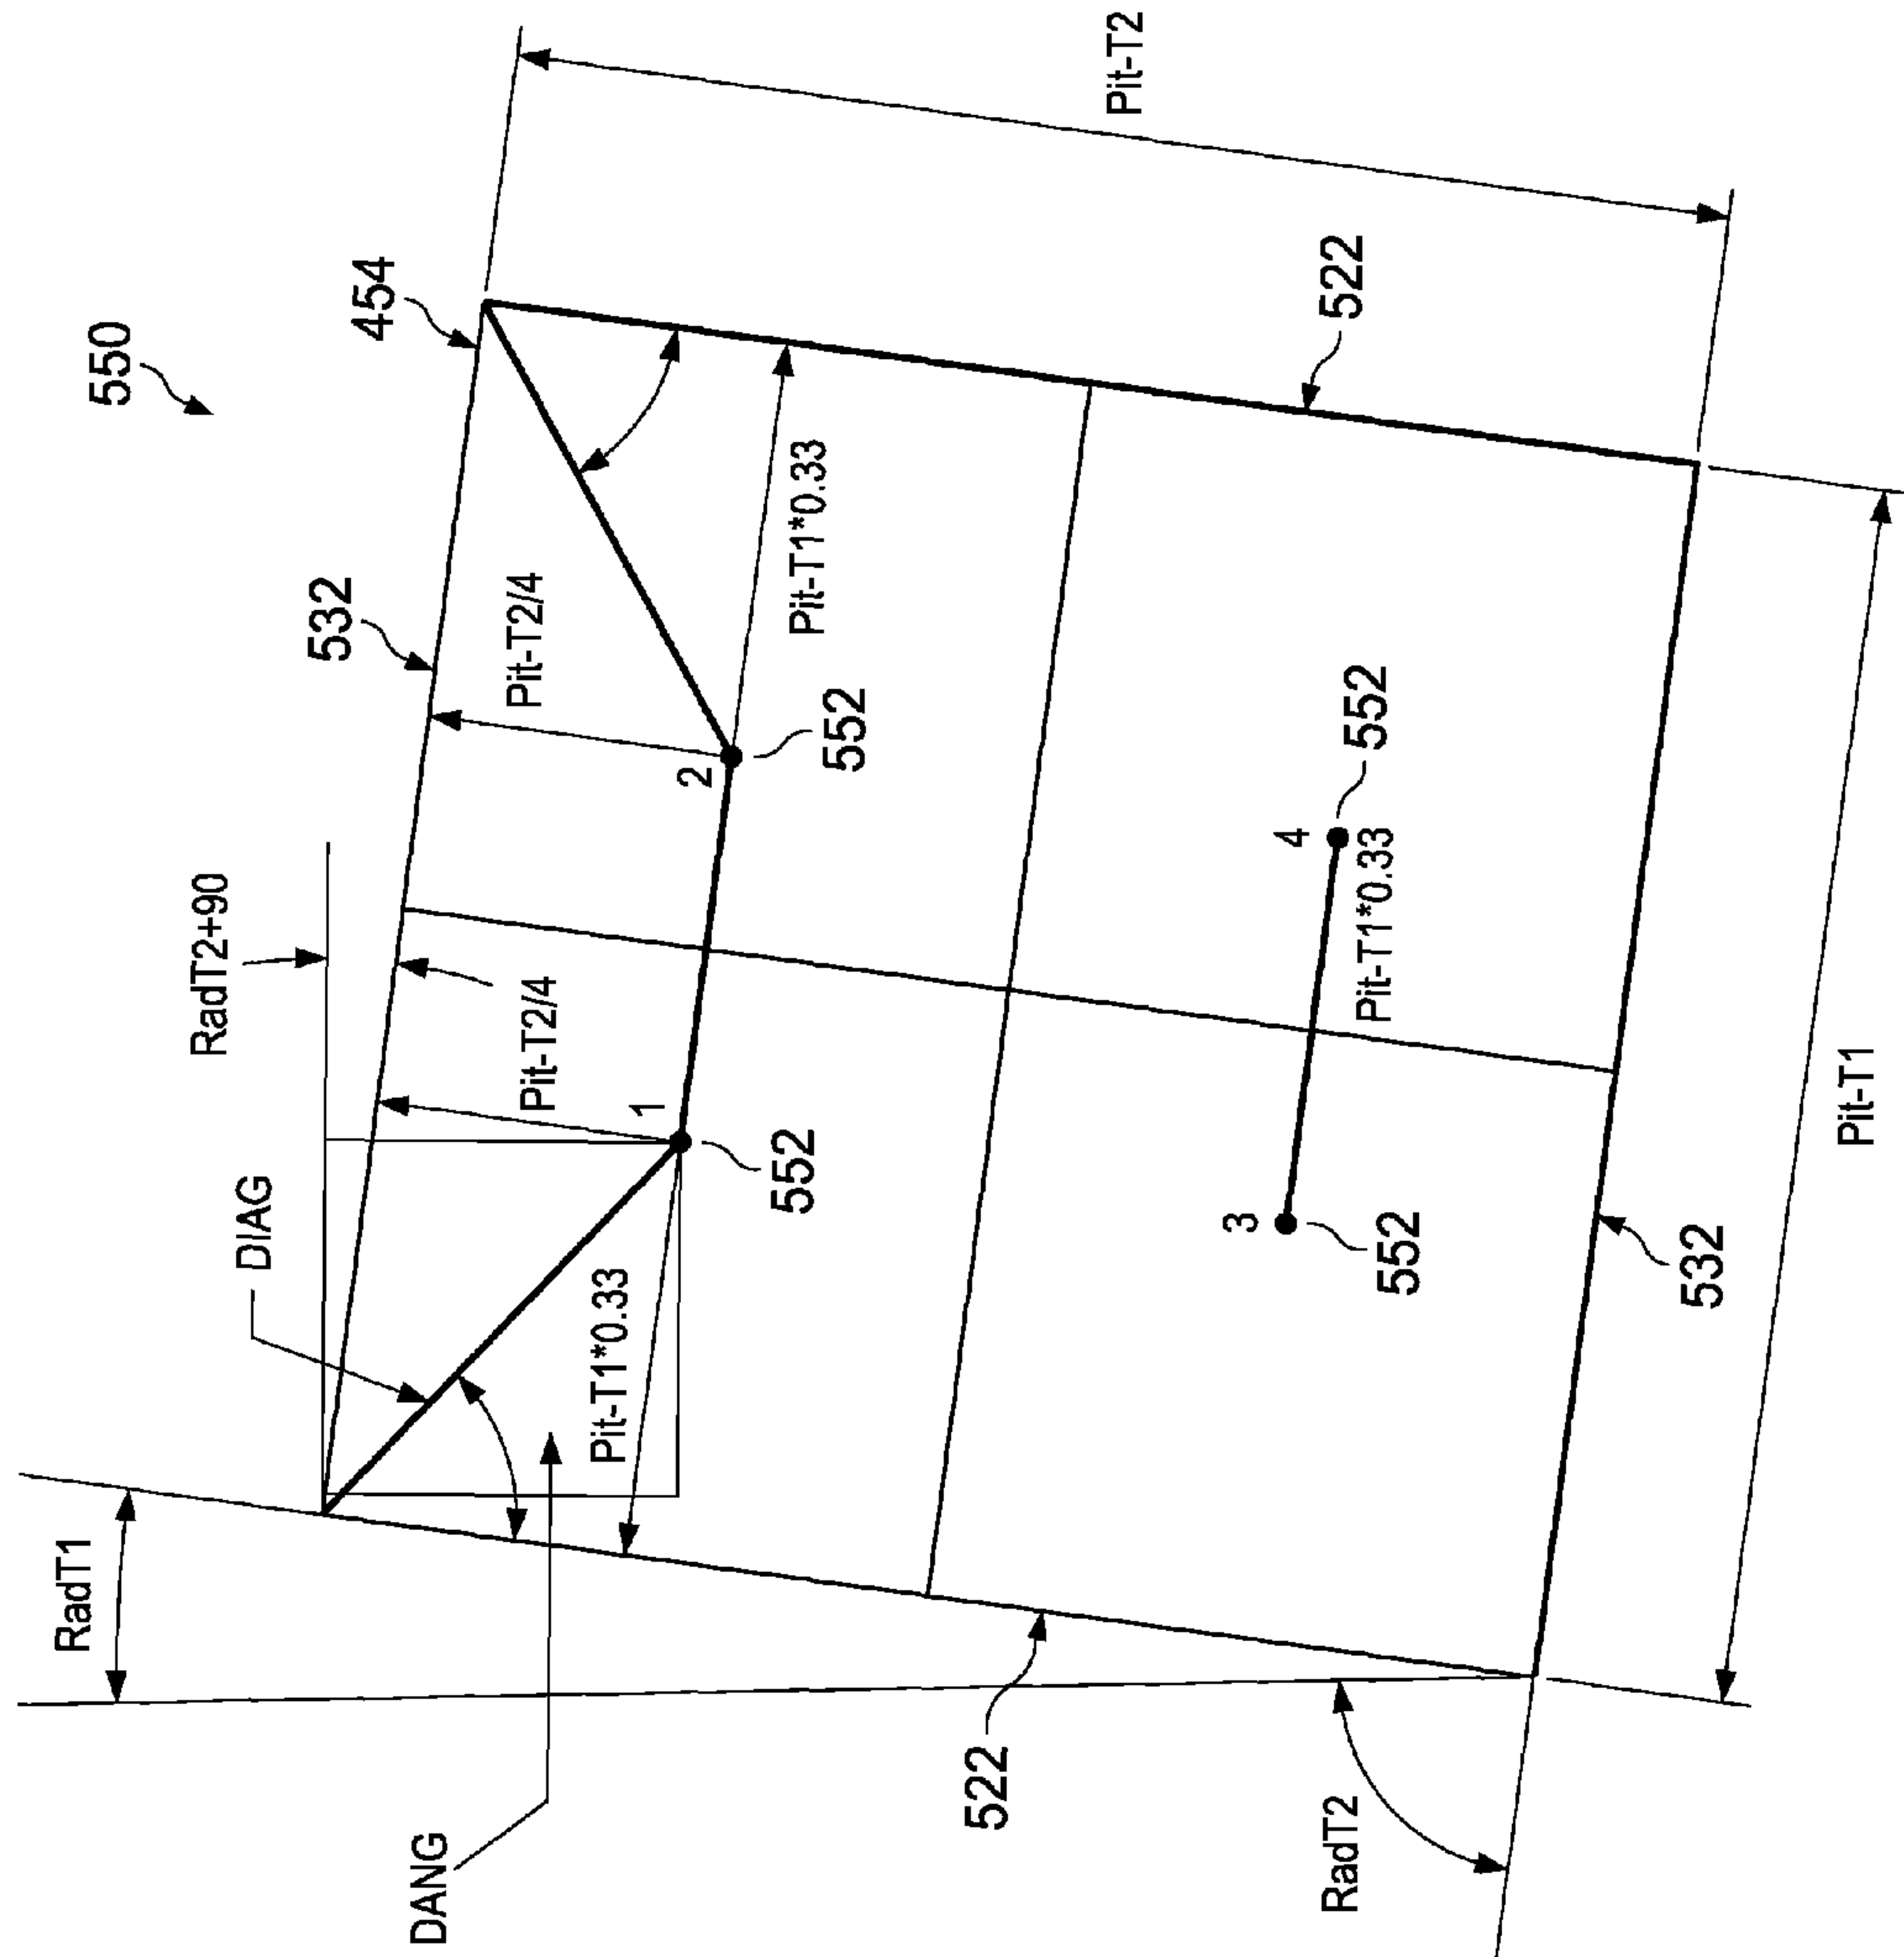 550
454
532
522
552
552
552
552
522
532
Pit-T2
Pit-T2/4
Pit-T1*0.33
RadT2+90
Pit-T2/4
DIAG
Pit-T1*0.33
Pit-T1*0.33
Pit-T1
RadT1
DANG
RadT2
1
2
3
4